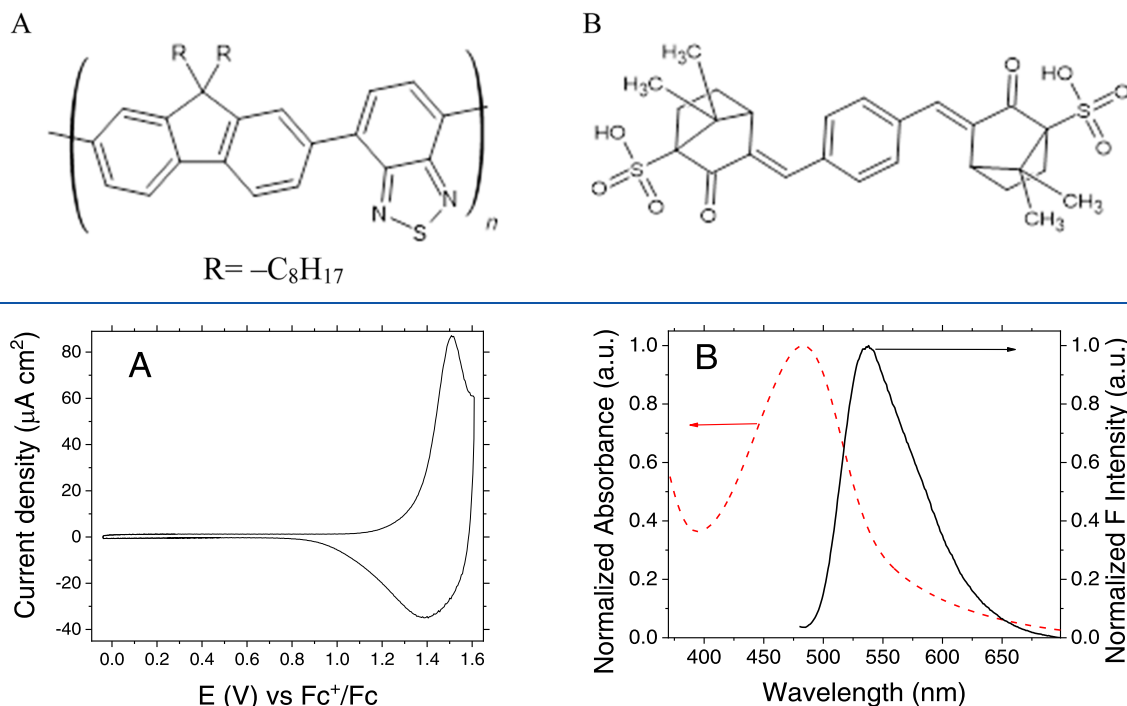 A
B
R R
N N
S
n
R= –C8H17
H3C CH3
H3C
HO
S
O O
O
O
HO
S
O
O
CH3
CH3
A
Current density (µA cm2)
80
60
40
20
0
-20
-40
0.0 0.2 0.4 0.6 0.8 1.0 1.2 1.4 1.6
E (V) vs Fc+/Fc
B
Normalized Absorbance (a.u.)
1.0
0.8
0.6
0.4
0.2
0.0
400 450 500 550 600 650
Wavelength (nm)
1.0
0.8
0.6
0.4
0.2
0.0
Normalized F Intensity (a.u.)